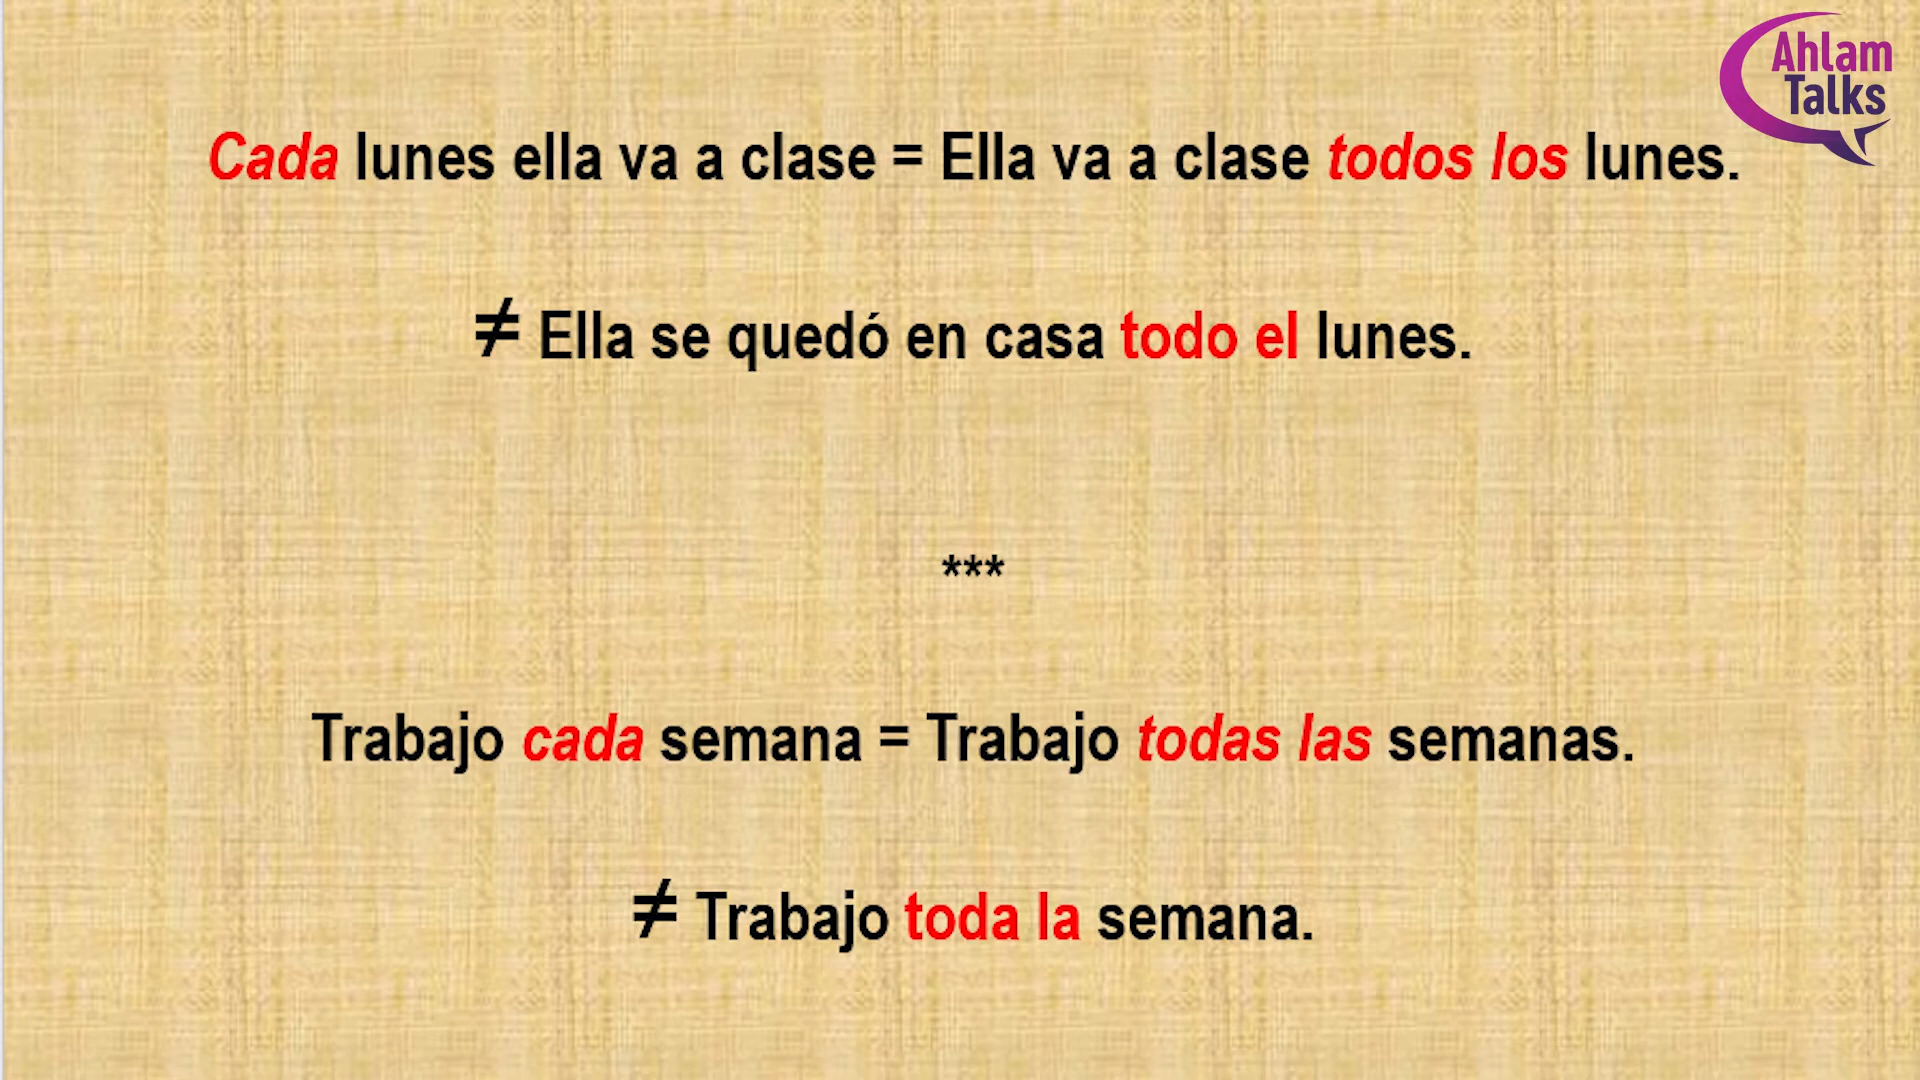 Ahlam
Talks
Cada lunes ella va a clase = Ella va a clase todos los lunes.
≠ Ella se quedó en casa todo el lunes.
***
Trabajo cada semana = Trabajo todas las semanas.
≠ Trabajo toda la semana.